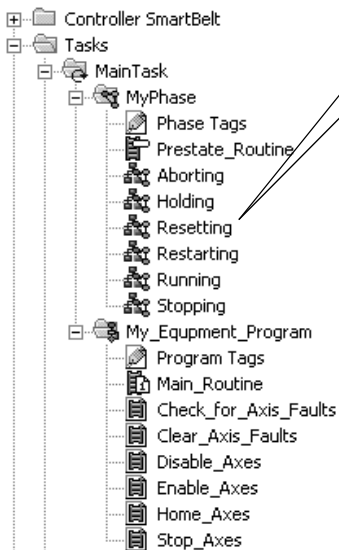 Controller SmartBelt
Tasks
MainTask
MyPhase
Phase Tags
Prestate_Routine
Aborting
Holding
Resetting
Restarting
Running
Stopping
My_Equpment_Program
Program Tags
Main_Routine
Check_for_Axis_Faults
Clear_Axis_Faults
Disable_Axes
Enable_Axes
Home_Axes
Stop_Axes